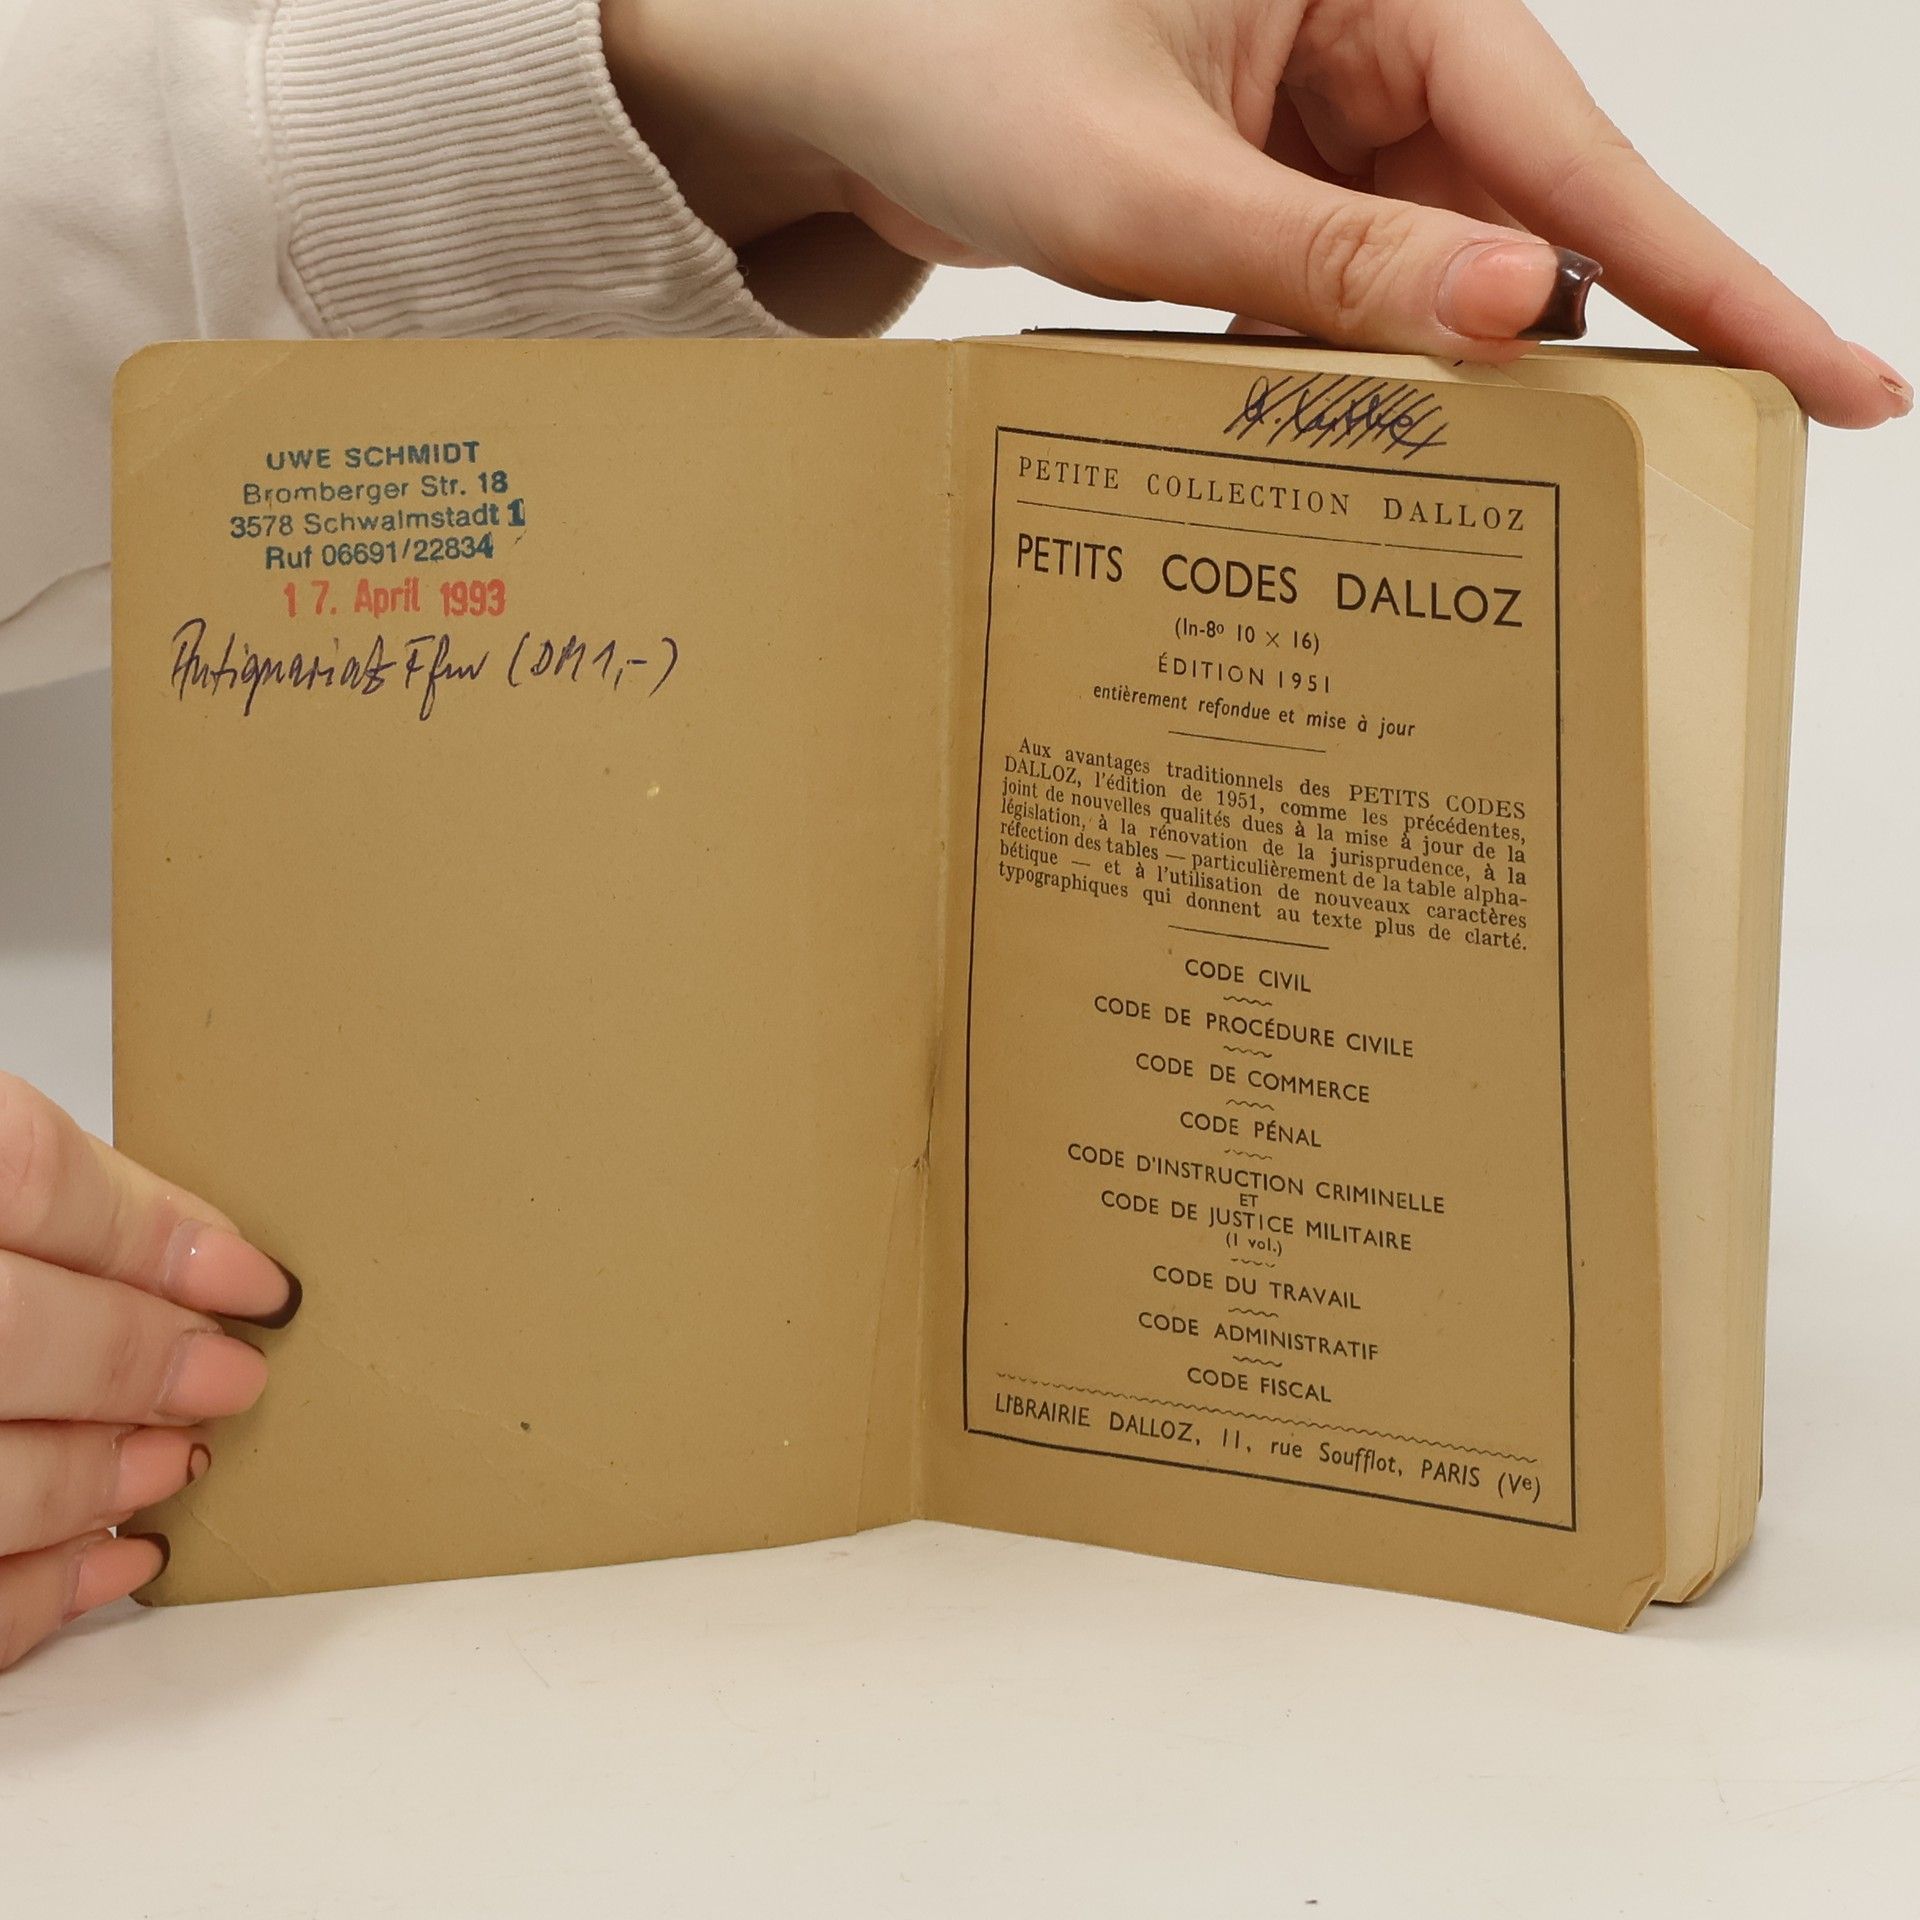 UWE SCHMIDT
Bromberger Str. 18
3578 Schwalmstadt 1
Ruf 06691/22834
17. April 1993
Antiquariat Ffm (DM 1,-)
PETITE COLLECTION DALLOZ
PETITS CODES DALLOZ
(In-8º 10 × 16)
ÉDITION 1951
entièrement refondue et mise à jour
Aux avantages traditionnels des PETITS CODES
DALLOZ, l'édition de 1951, comme les précédentes,
joint de nouvelles qualités dues à la mise à jour de la
législation, à la rénovation de la jurisprudence, à la
réfection des tables — particulièrement de la table alpha-
bétique — et à l'utilisation de nouveaux caractères
typographiques qui donnent au texte plus de clarté.
CODE CIVIL
CODE DE PROCÉDURE CIVILE
CODE DE COMMERCE
CODE PÉNAL
CODE D'INSTRUCTION CRIMINELLE
ET
CODE DE JUSTICE MILITAIRE
(1 vol.)
CODE DU TRAVAIL
CODE ADMINISTRATIF
CODE FISCAL
LIBRAIRIE DALLOZ, 11, rue Soufflot, PARIS (Ve)